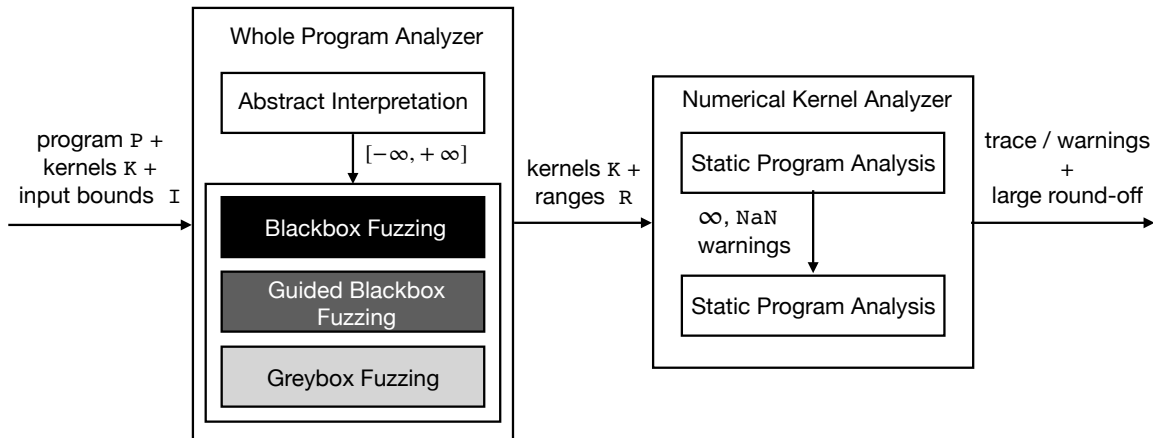 Whole Program Analyzer
Abstract Interpretation
[−∞, + ∞]
program P +
kernels K +
input bounds I
Blackbox Fuzzing
Guided Blackbox
Fuzzing
Greybox Fuzzing
kernels K +
ranges R
Numerical Kernel Analyzer
Static Program Analysis
∞, NaN
warnings
Static Program Analysis
trace / warnings
+
large round-off